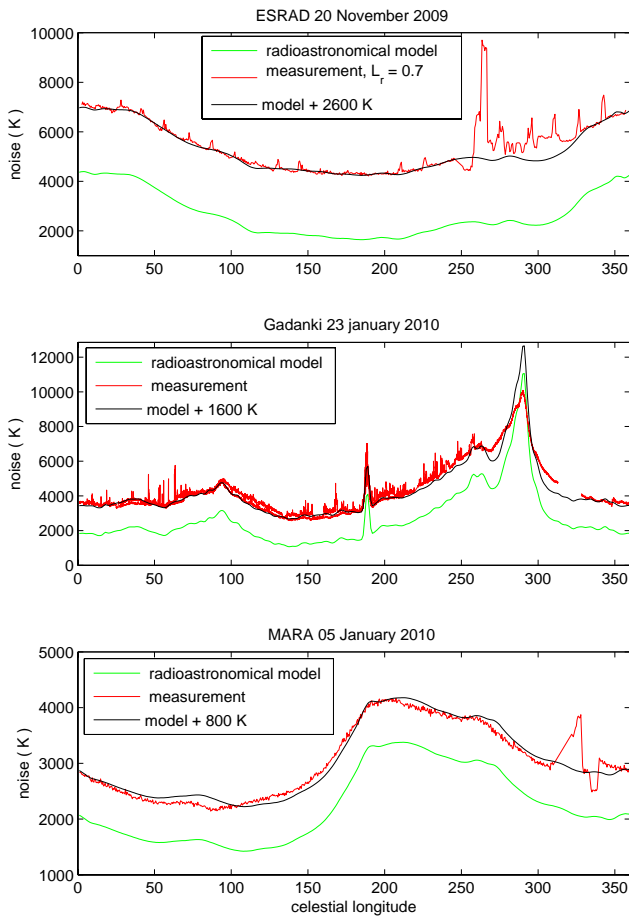 ESRAD 20 November 2009
10000
8000
6000
4000
2000
noise ( K )
radioastronomical model
measurement, L_r = 0.7
model + 2600 K
0 50 100 150 200 250 300 350
Gadanki 23 january 2010
12000
10000
8000
6000
4000
2000
0
noise ( K )
radioastronomical model
measurement
model + 1600 K
0 50 100 150 200 250 300 350
MARA 05 January 2010
5000
4000
3000
2000
1000
noise ( K )
radioastronomical model
measurement
model + 800 K
0 50 100 150 200 250 300 350
celestial longitude